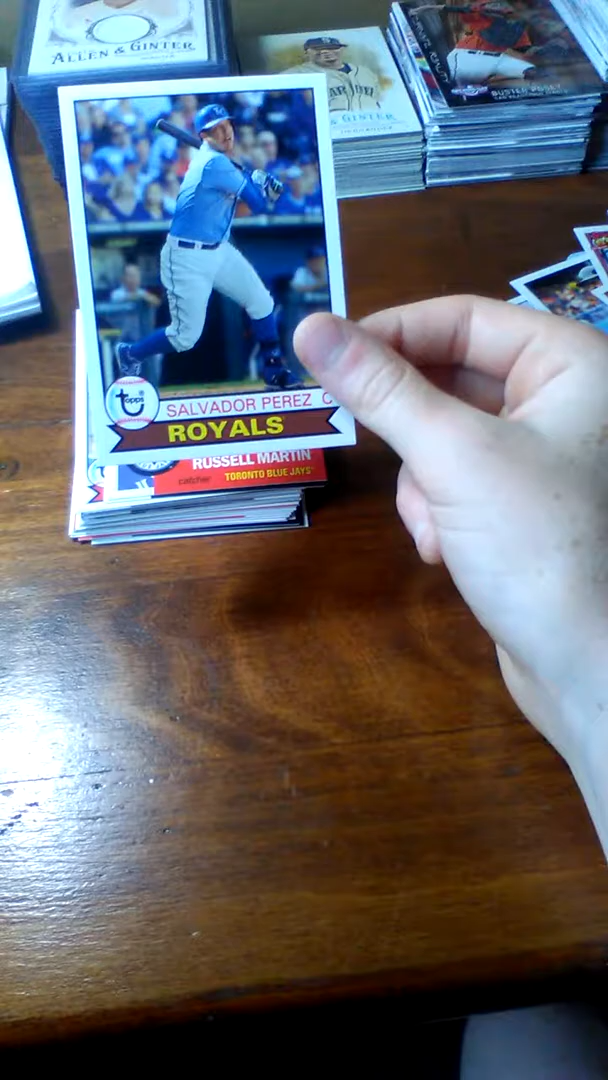 ALLEN & GINTER
& GINTER
BUSTER POSEY
topps
SALVADOR PEREZ C
ROYALS
RUSSELL MARTIN
catcher TORONTO BLUE JAYS